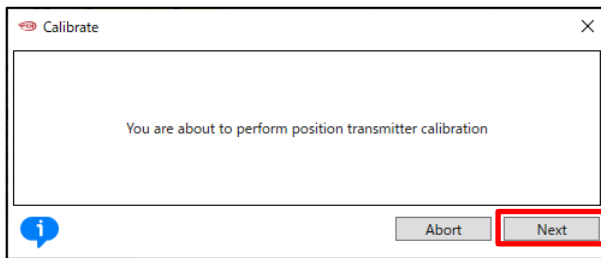 Calibrate
You are about to perform position transmitter calibration
Abort
Next